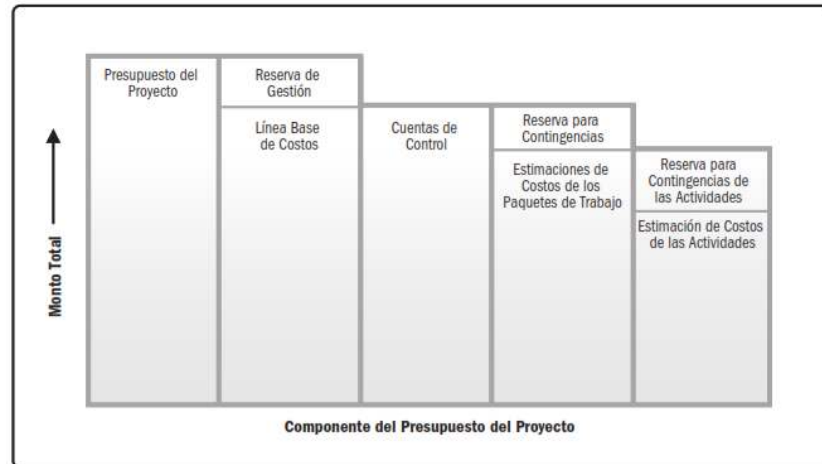 Presupuesto del
Proyecto
Reserva de
Gestión
Línea Base
de Costos
Cuentas de
Control
Reserva para
Contingencias
Estimaciones de
Costos de los
Paquetes de Trabajo
Reserva para
Contingencias de
las Actividades
Estimación de Costos
de las Actividades
Monto Total
Componente del Presupuesto del Proyecto